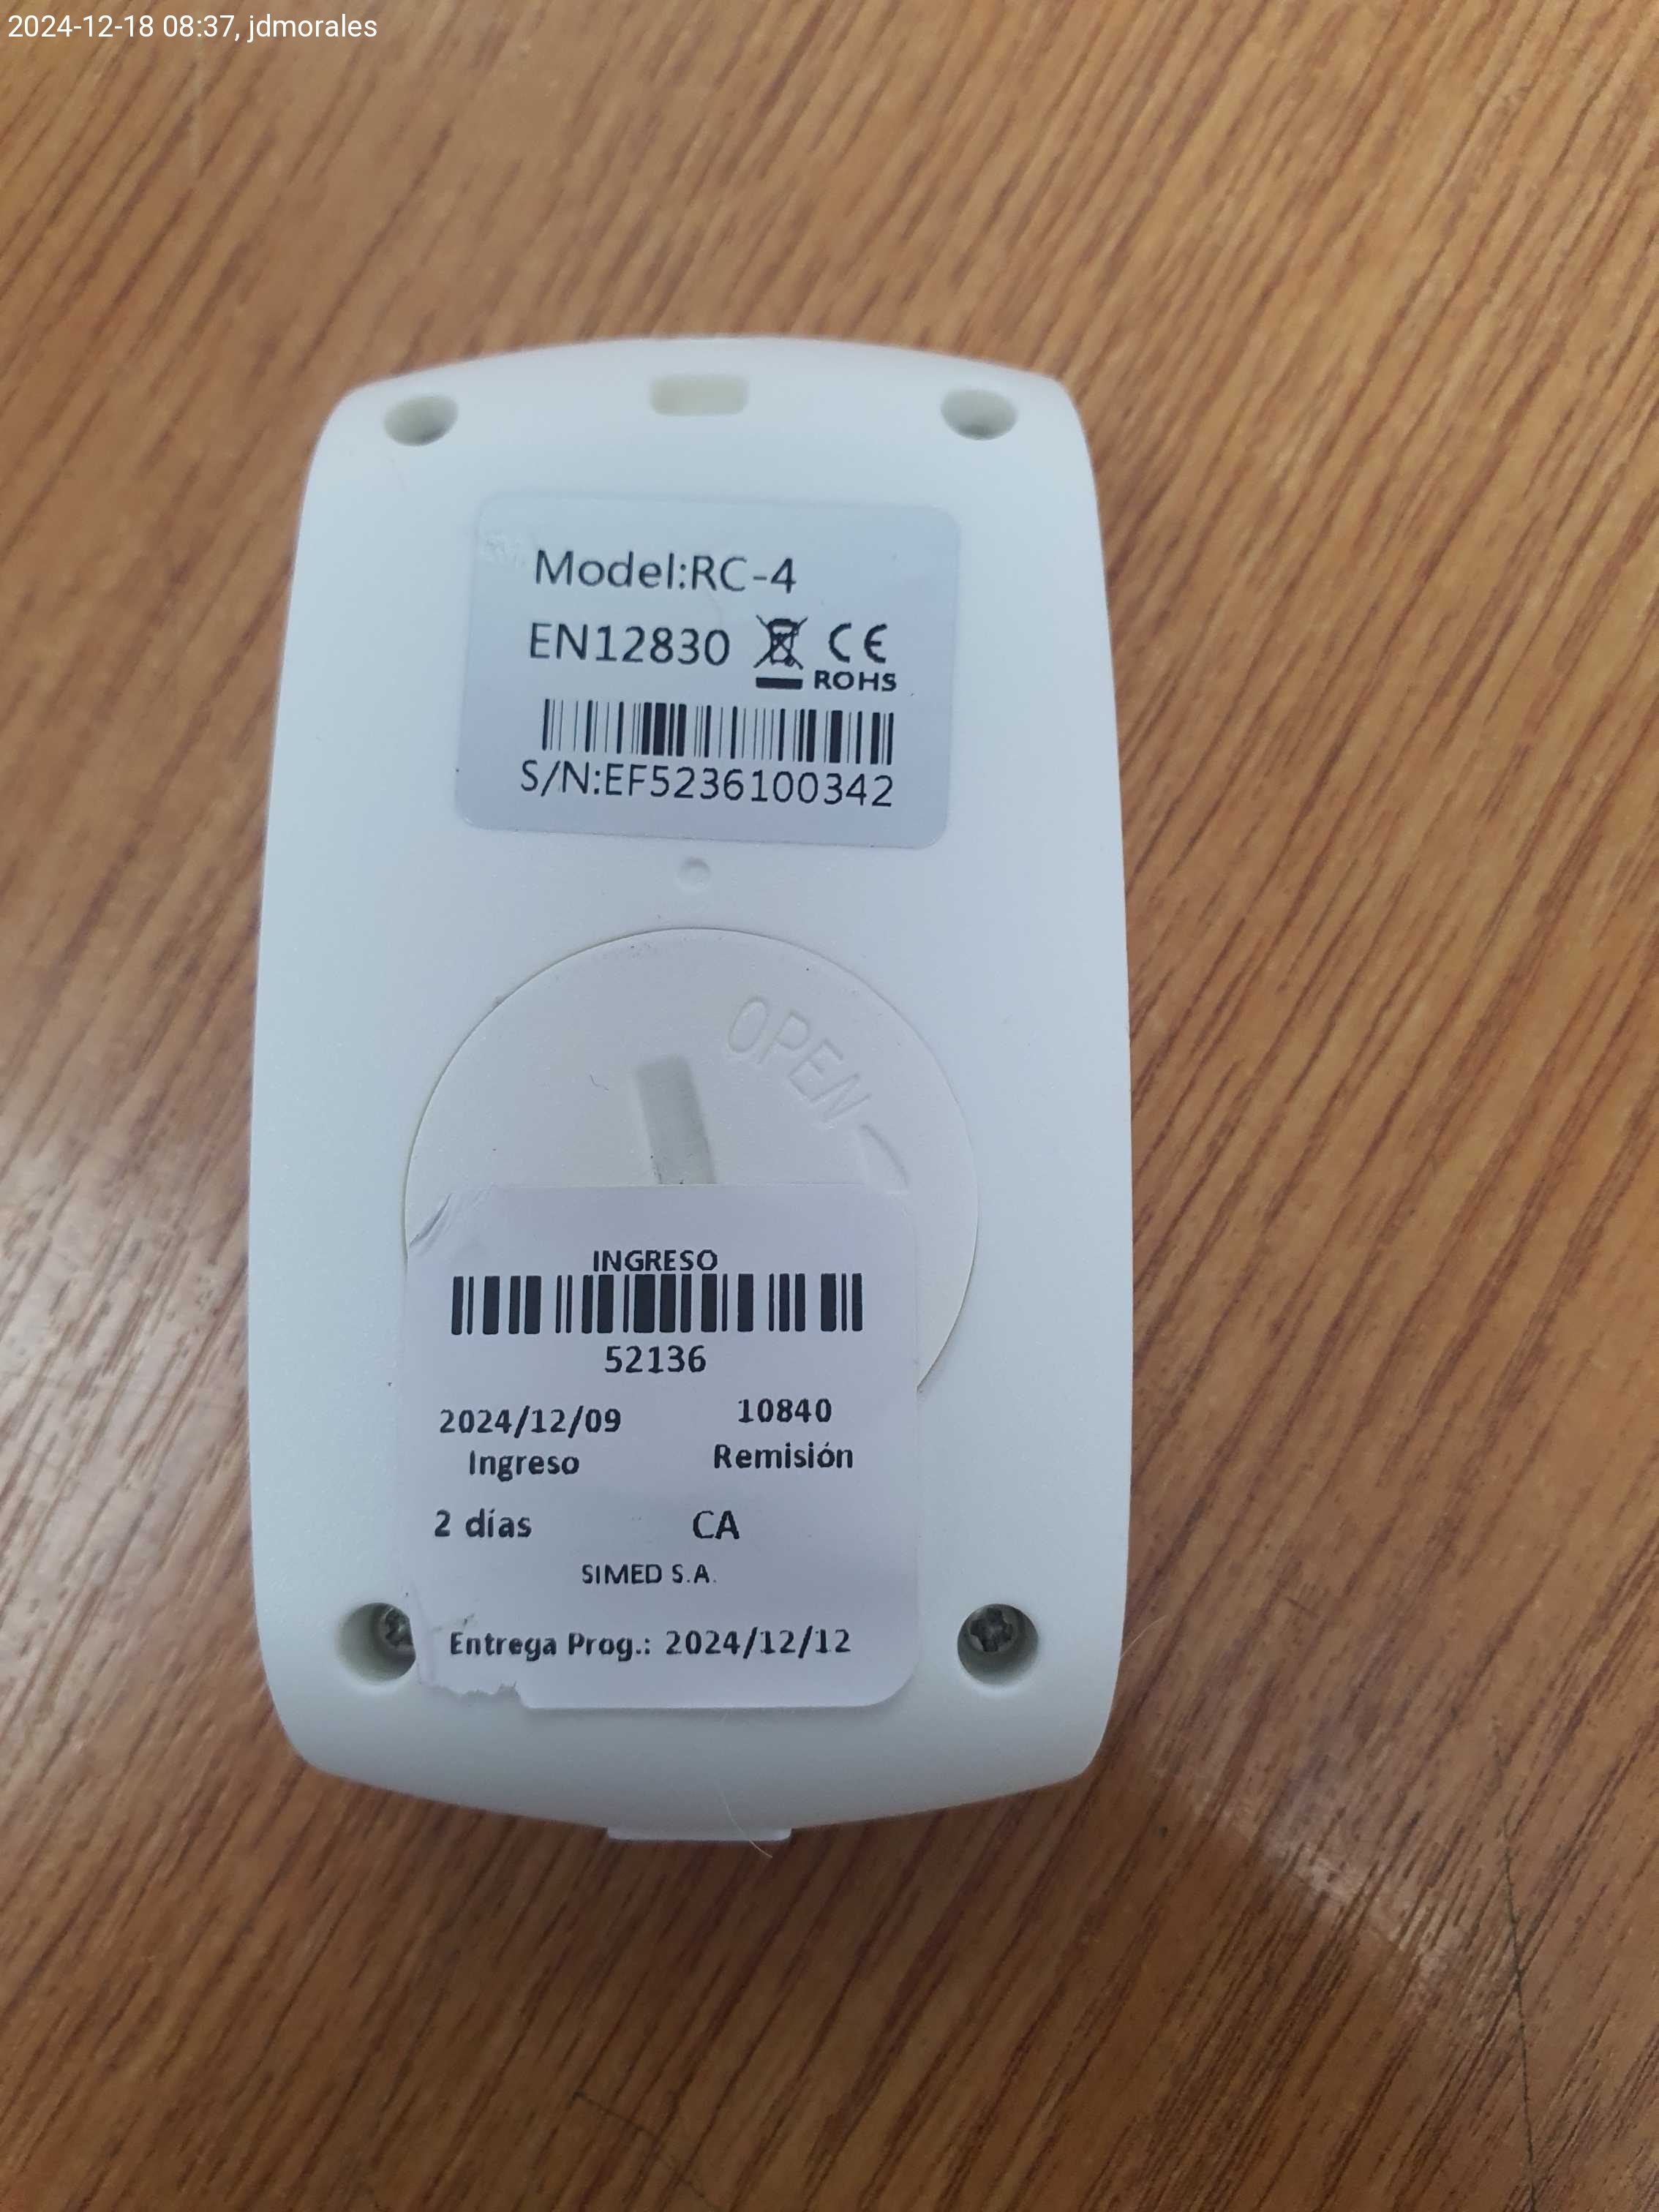 2024-12-18 08:37, jdmorales
Model:RC-4
EN12830 CE
ROHS
S/N:EF5236100342
OPEN
INGRESO
52136
2024/12/09 10840
Ingreso Remisión
2 días CA
SIMED S.A.
Entrega Prog.: 2024/12/12